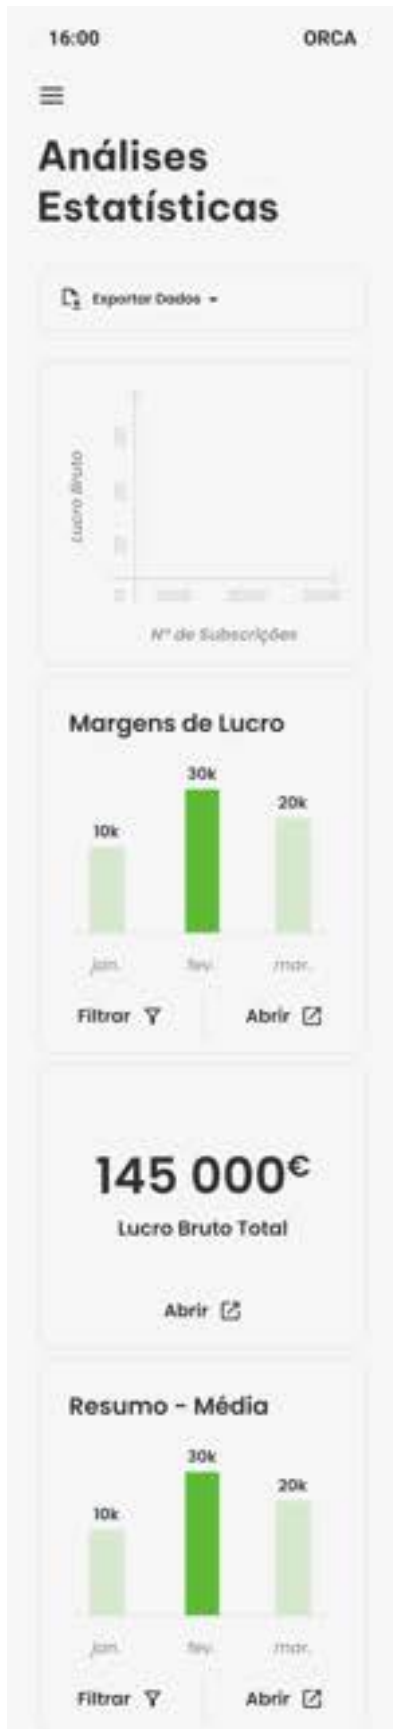 16:00 ORCA
Análises
Estatísticas
Exportar Dados
Lucro Bruto
Nº de Subscrições
Margens de Lucro
30k
20k
10k
jan. fev. mar.
Filtrar Abrir
145 000€
Lucro Bruto Total
Abrir
Resumo - Média
30k
20k
10k
jan. fev. mar.
Filtrar Abrir